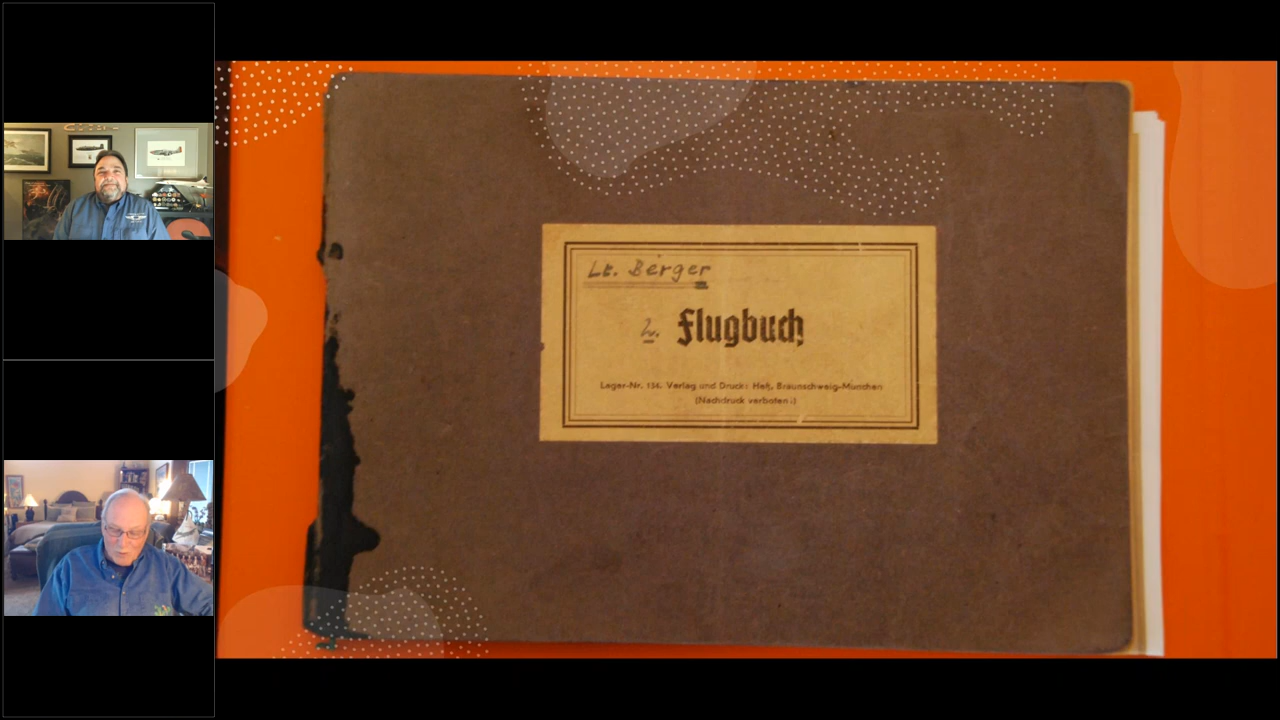 Lt. Berger
2. Flugbuch
Lager-Nr. 154. Verlag und Druck: Heß, Braunschweig-München
(Nachdruck verboten!)